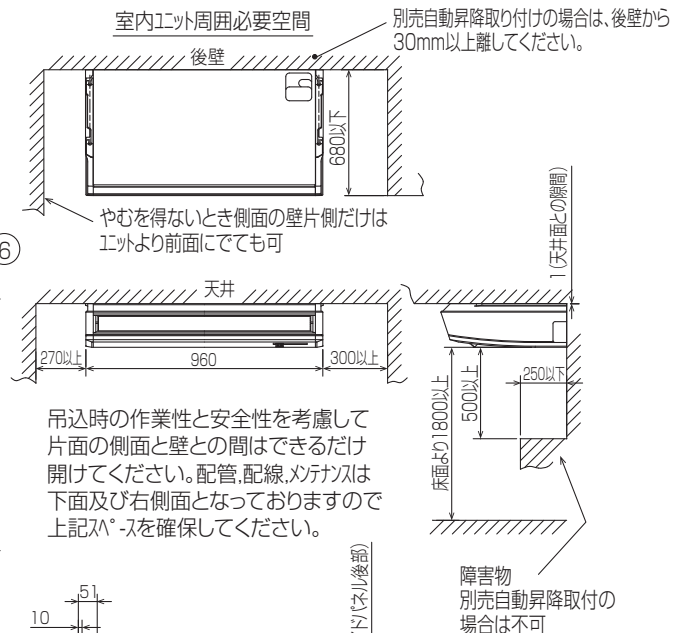 室内ユニット周囲必要空間
別売自動昇降取り付けの場合は、後壁から
30mm以上離してください。
後壁
680以下
やむを得ないとき側面の壁片側だけは
ユニットより前面にでても可
6
1(天井面との隙間)
天井
270以上
960
300以上
250以下
500以上
床面より1800以上
吊込時の作業性と安全性を考慮して
片面の側面と壁との間はできるだけ
開けてください。配管,配線,メンテナンスは
下面及び右側面となっておりますので
上記スペースを確保してください。
障害物
別売自動昇降取付の
場合は不可
51
10
ドパネル後部)